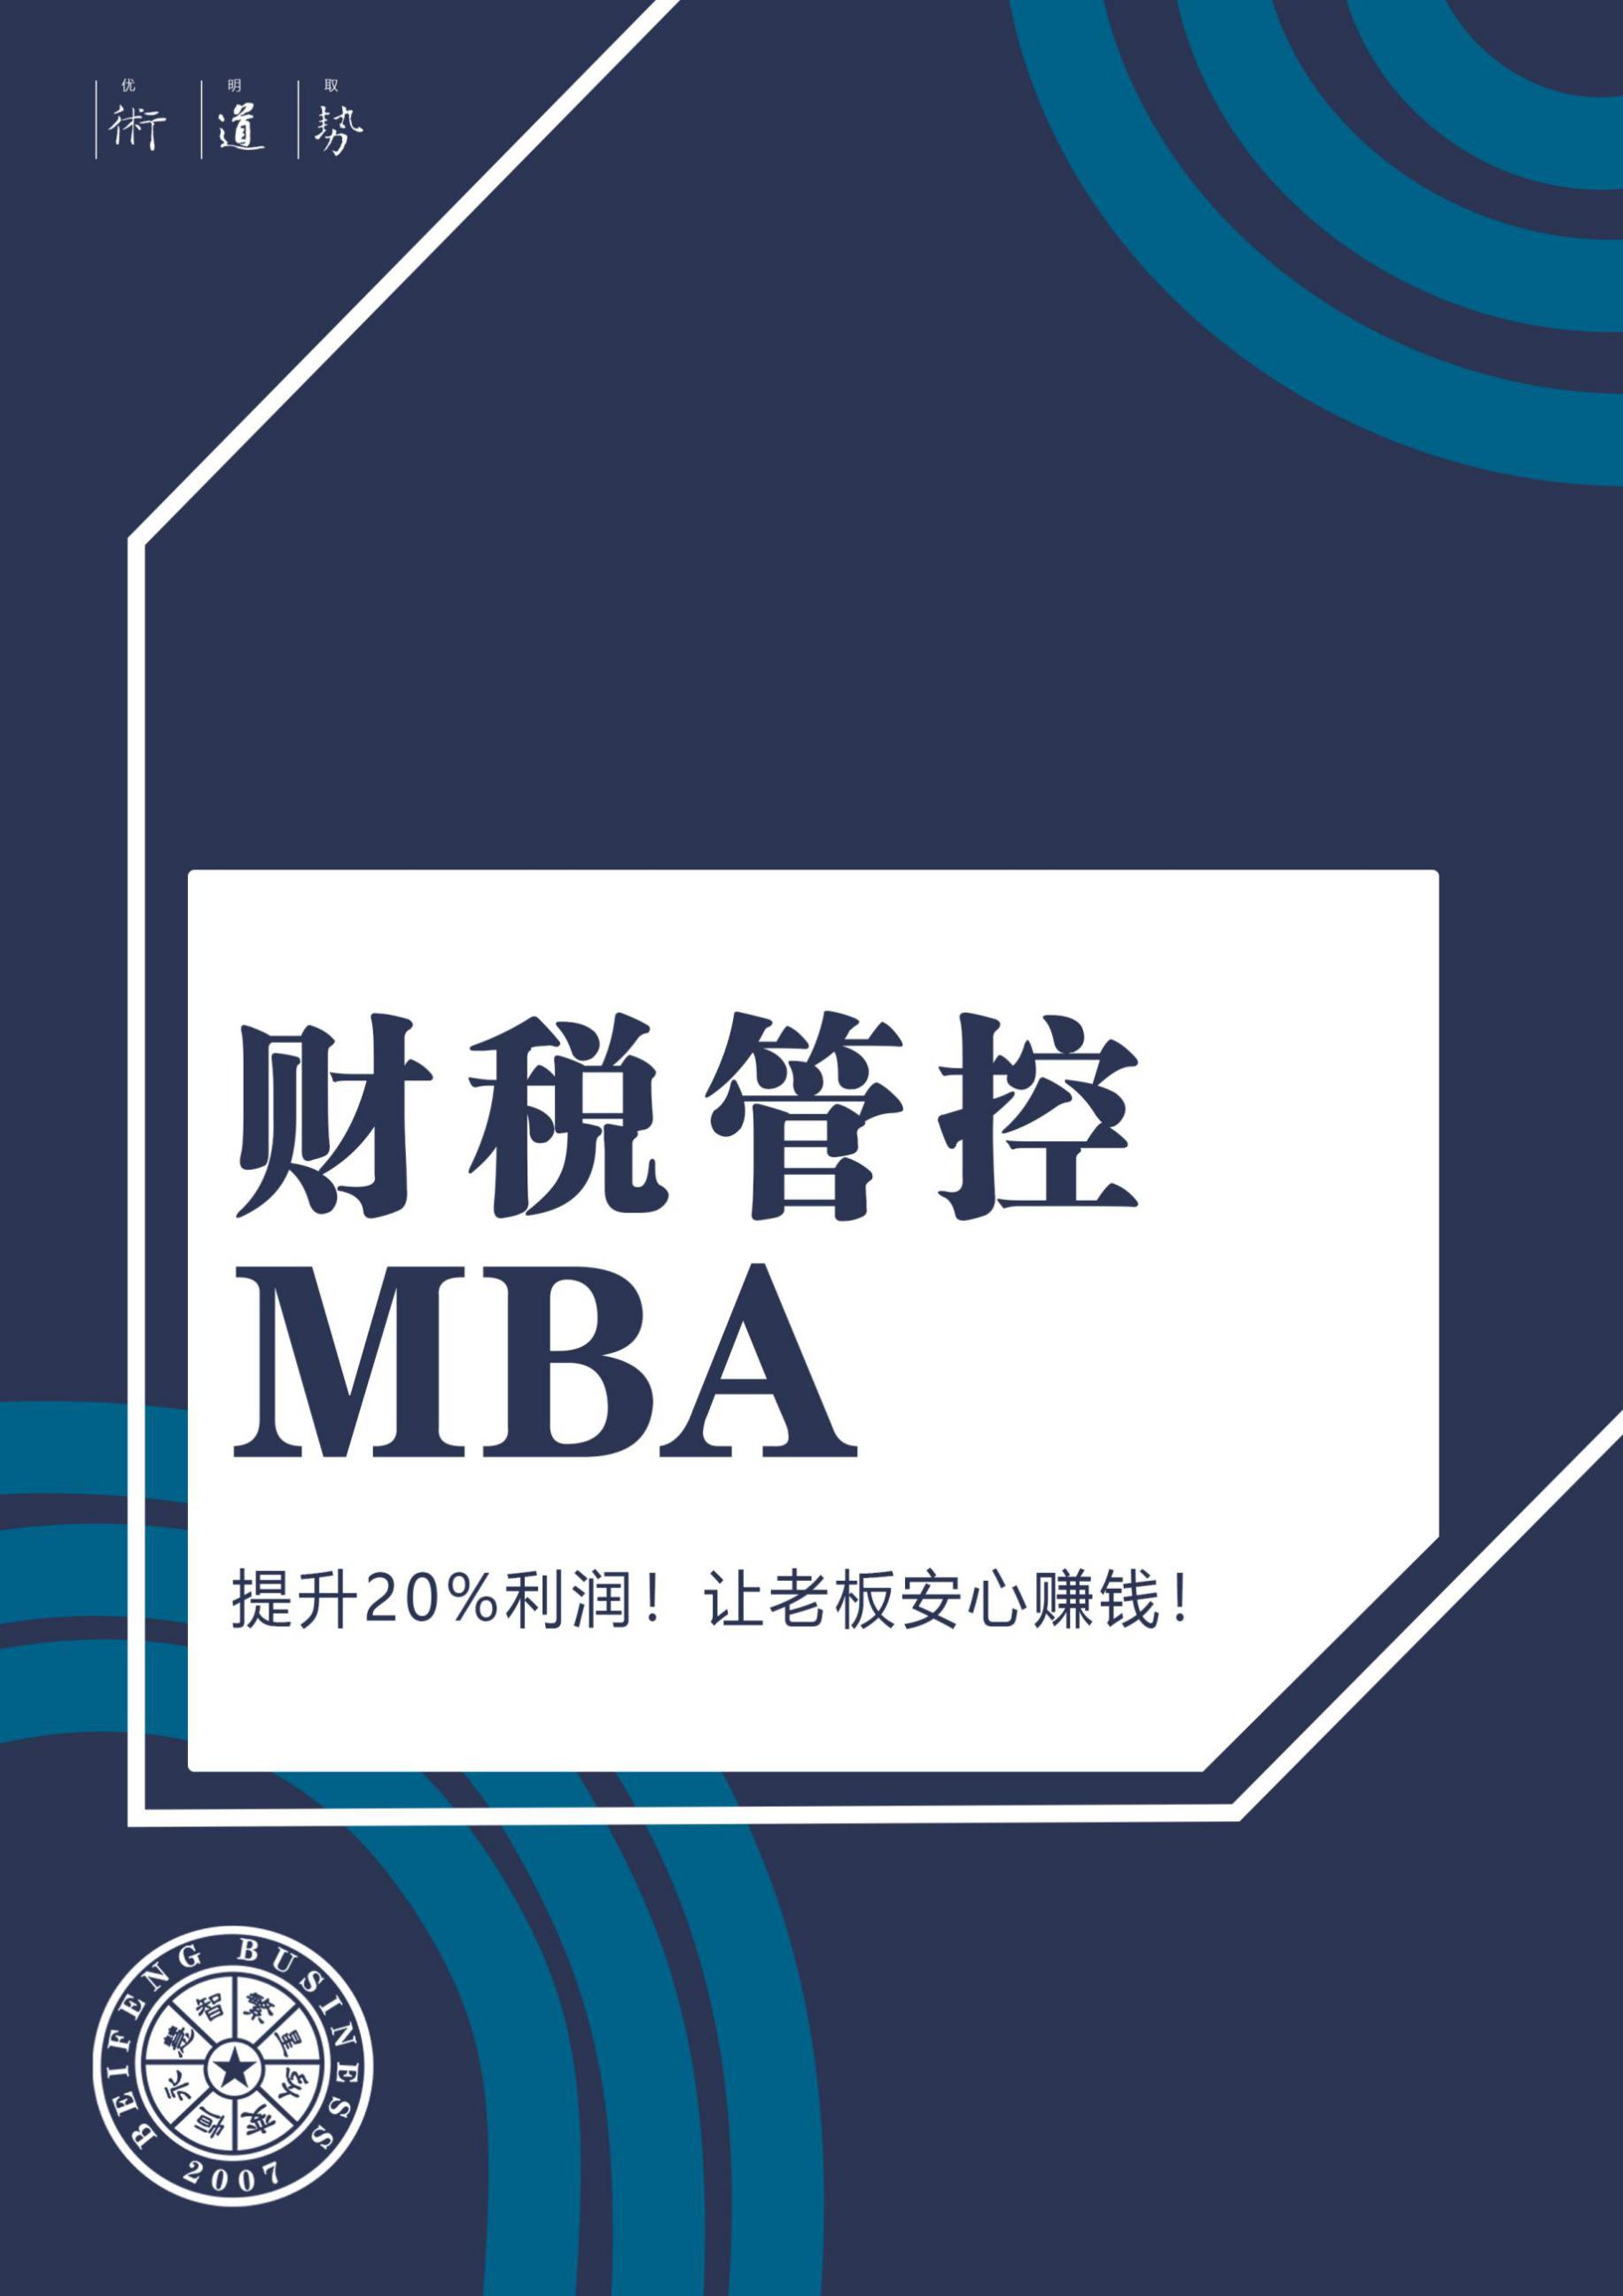 优 明 取
術 道 势
财税管控
MBA
提升20%利润! 让老板安心赚钱!
BEIFENG BUSINESS
2007